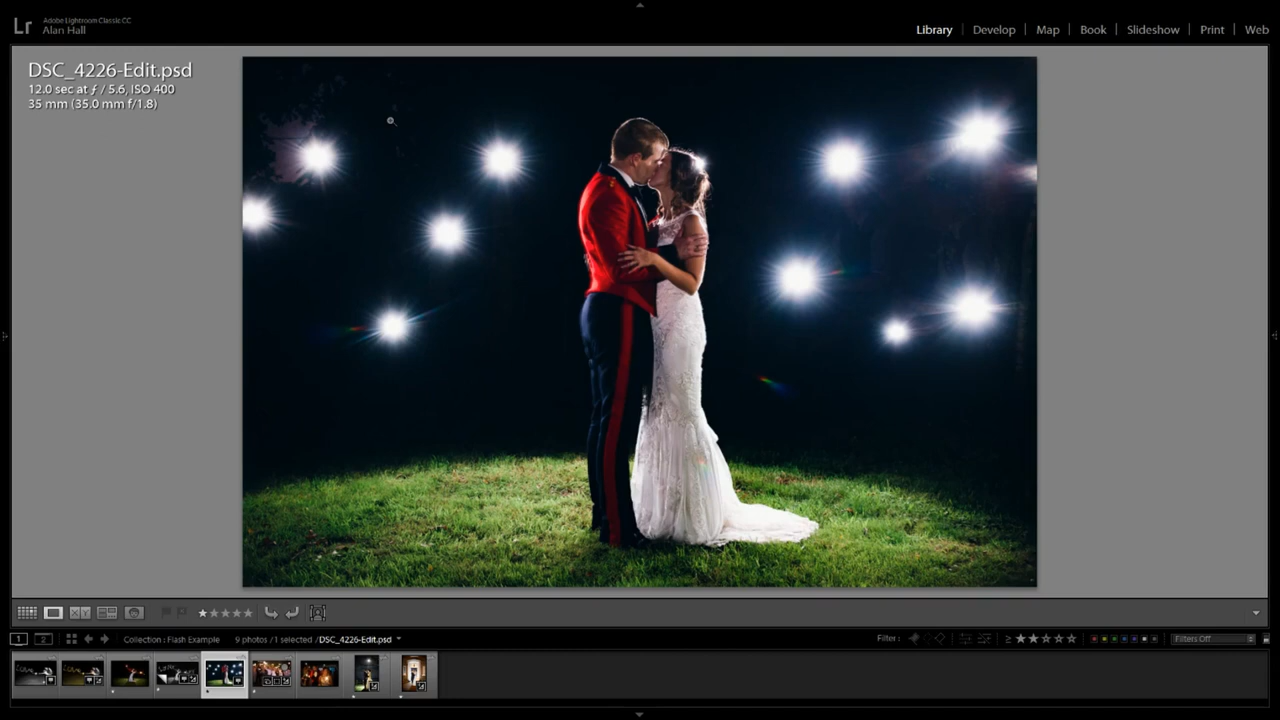 Lr
Adobe Lightroom Classic CC
Alan Hall
Library | Develop | Map | Book | Slideshow | Print | Web
DSC_4226-Edit.psd
12.0 sec at ƒ / 5.6, ISO 400
35 mm (35.0 mm f/1.8)
X Y
1 2 Collection : Flash Example 9 photos / 1 selected / DSC_4226-Edit.psd Filter : Filters Off